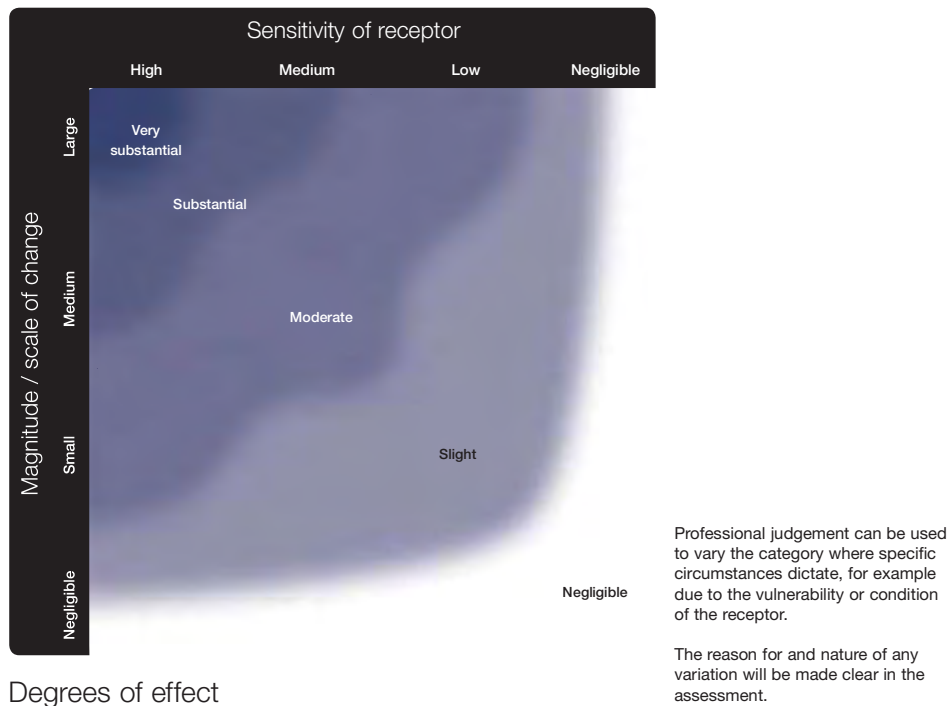 Sensitivity of receptor
High Medium Low Negligible
Magnitude / scale of change
Large
Medium
Small
Negligible
Very
substantial
Substantial
Moderate
Slight
Negligible
Professional judgement can be used
to vary the category where specific
circumstances dictate, for example
due to the vulnerability or condition
of the receptor.
The reason for and nature of any
variation will be made clear in the
assessment.
Degrees of effect